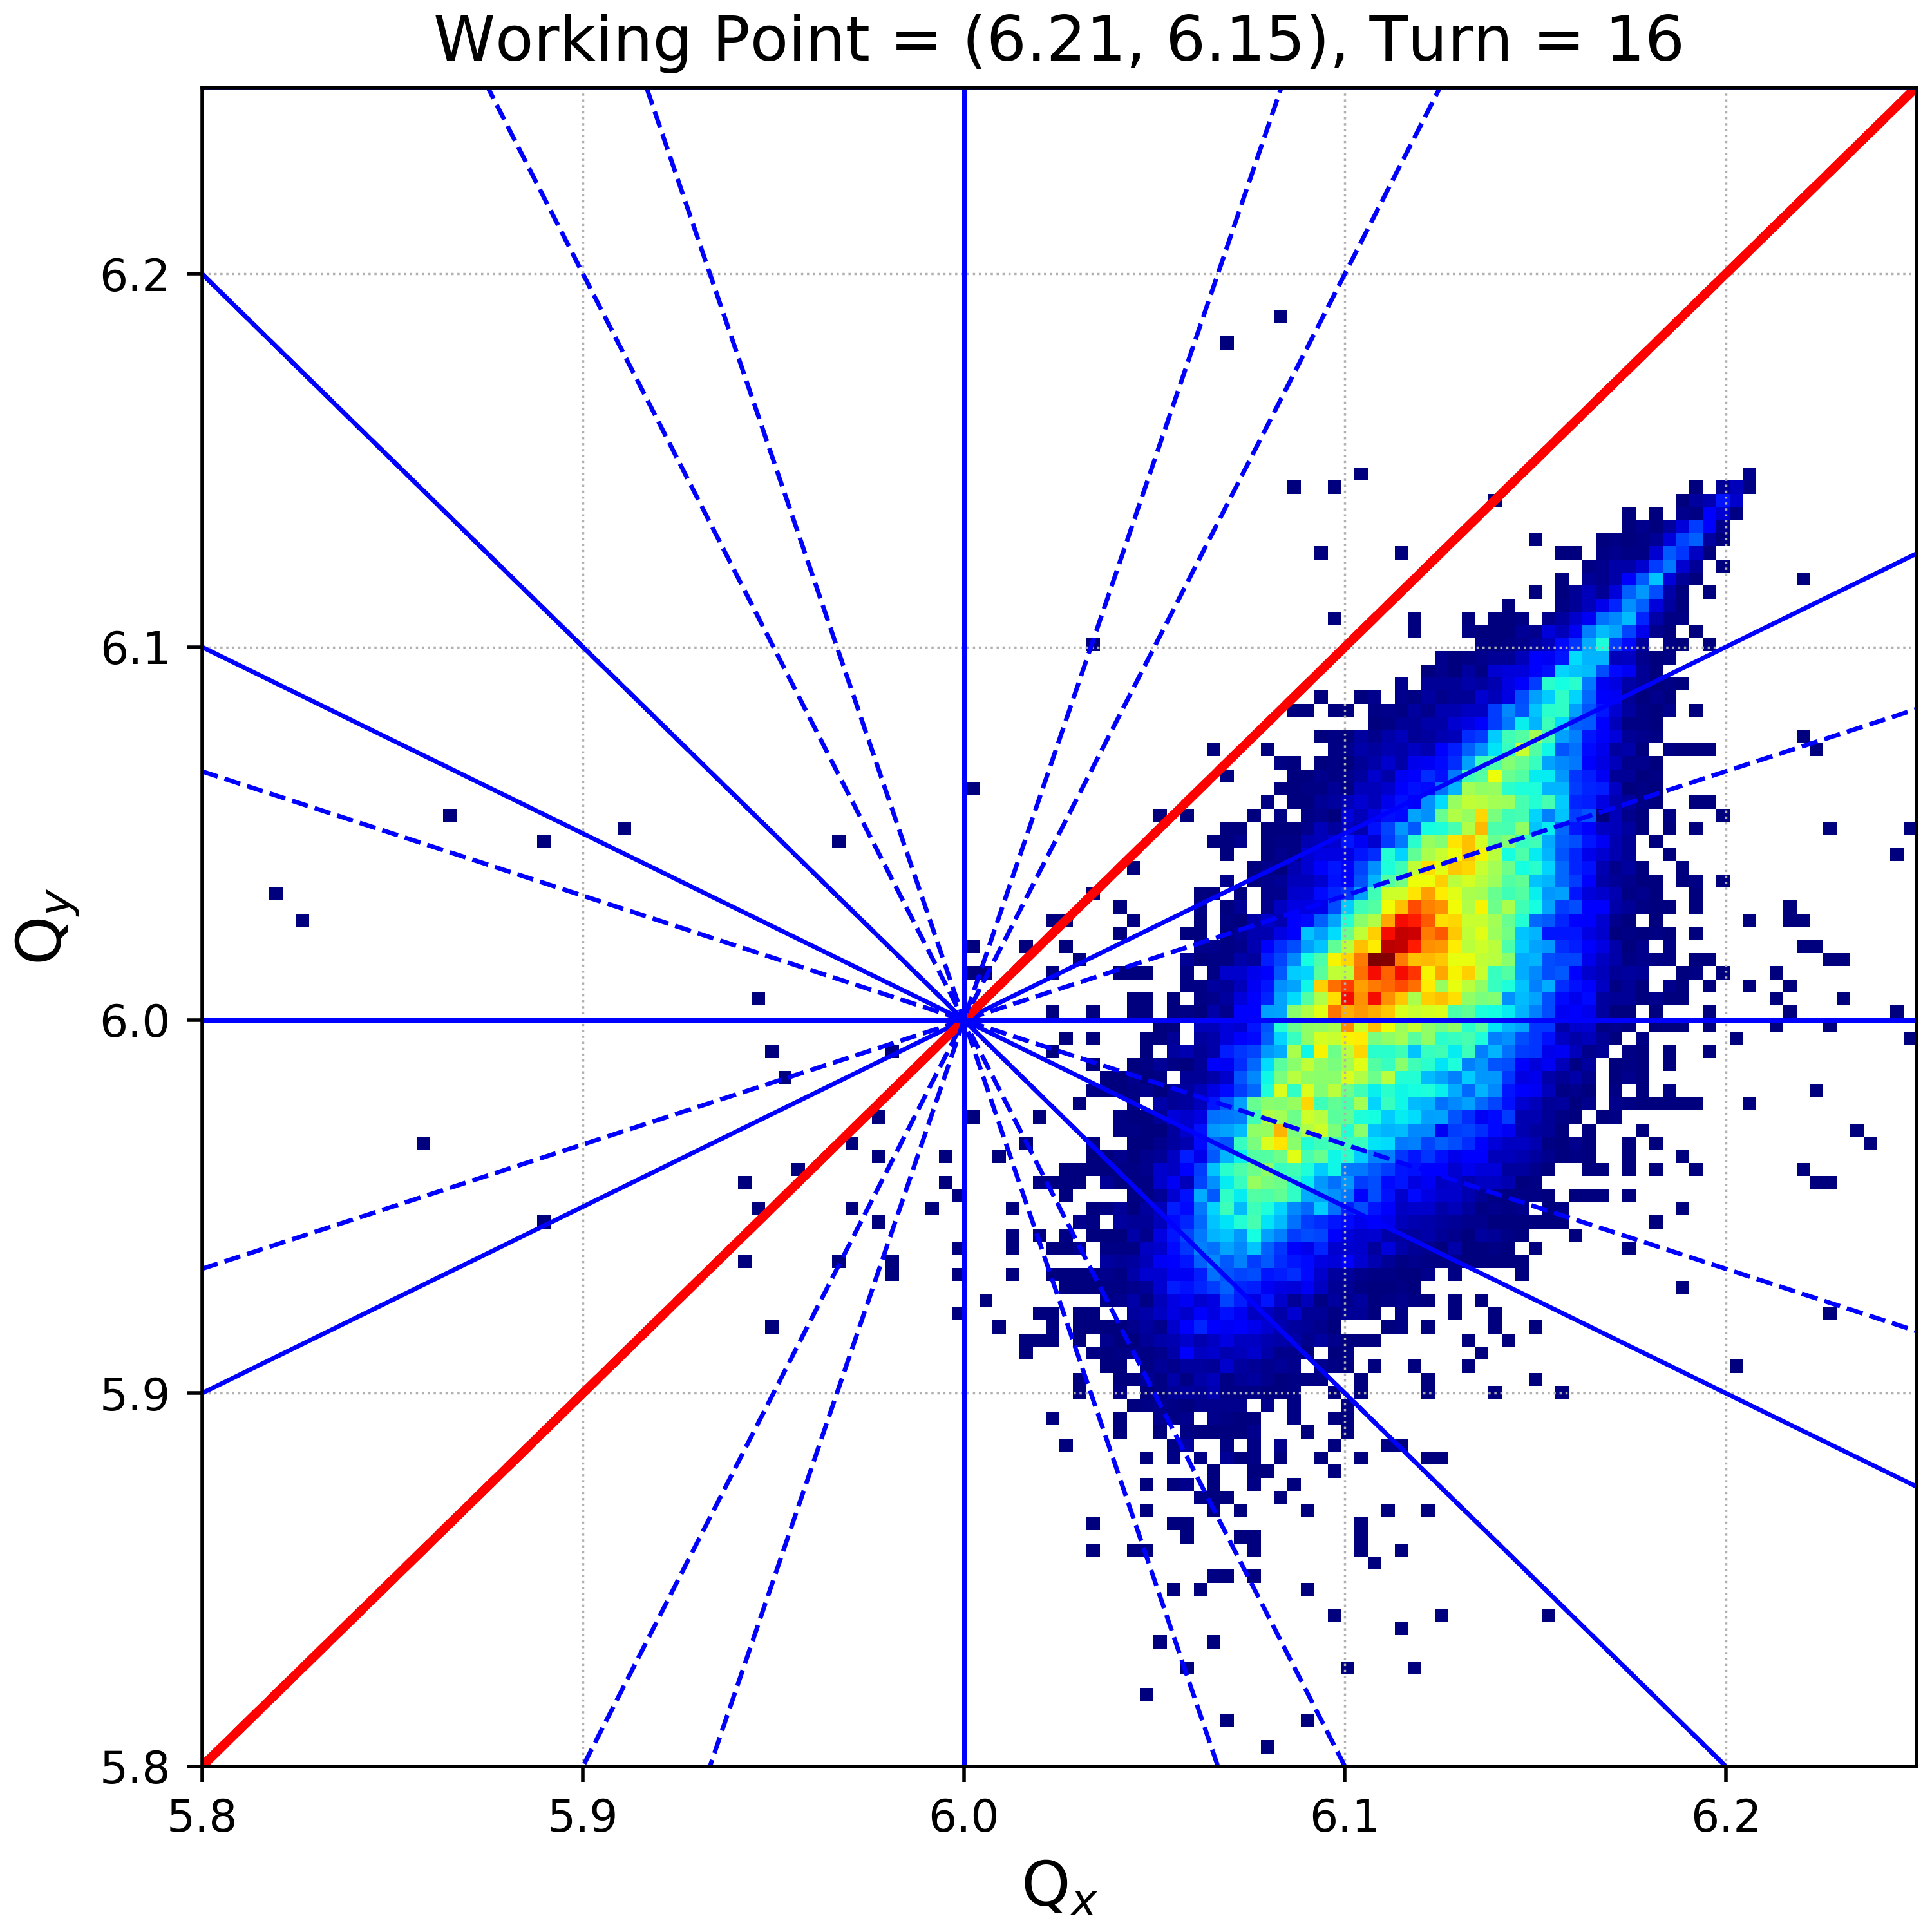 Working Point = (6.21, 6.15), Turn = 16
6.2
6.1
6.0
5.9
5.8
Qy
5.8 5.9 6.0 6.1 6.2
Qx